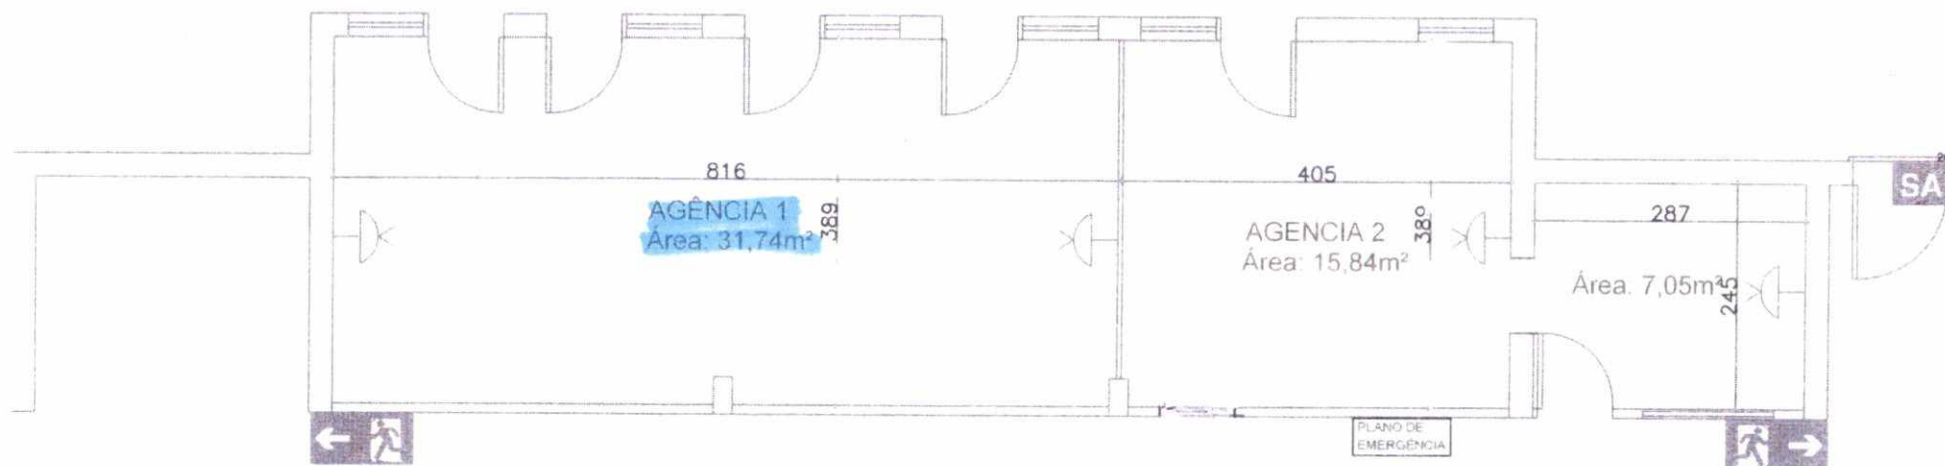 816
405
SA
AGÊNCIA 1
Área: 31,74m²
389
AGENCIA 2
Área: 15,84m²
389
287
Área. 7,05m²
245
PLANO DE
EMERGÊNCIA